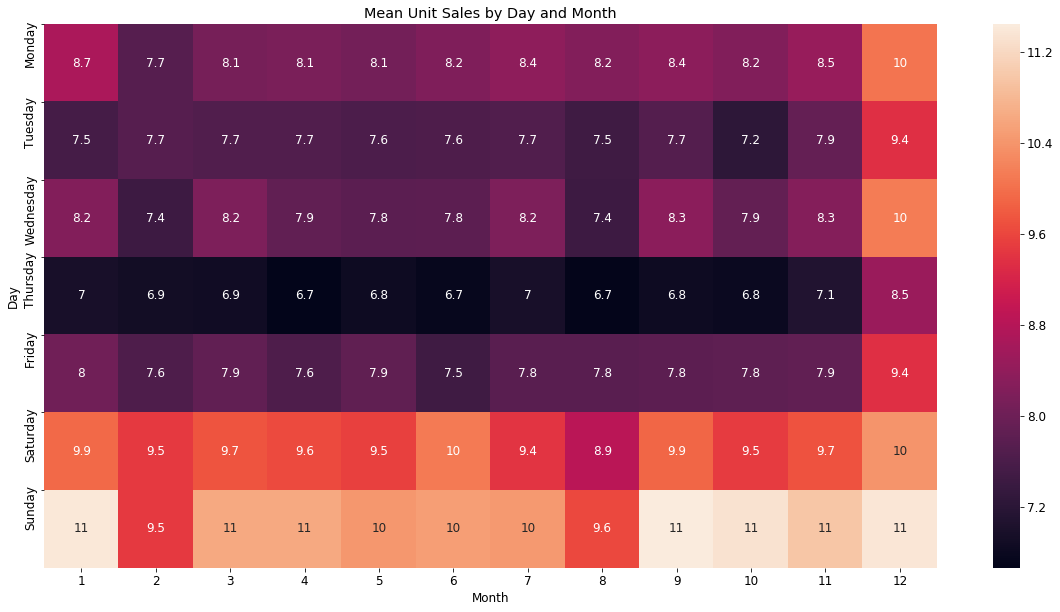 Mean Unit Sales by Day and Month
Day
Monday 8.7 7.7 8.1 8.1 8.1 8.2 8.4 8.2 8.4 8.2 8.5 10
Tuesday 7.5 7.7 7.7 7.7 7.6 7.6 7.7 7.5 7.7 7.2 7.9 9.4
Wednesday 8.2 7.4 8.2 7.9 7.8 7.8 8.2 7.4 8.3 7.9 8.3 10
Thursday 7 6.9 6.9 6.7 6.8 6.7 7 6.7 6.8 6.8 7.1 8.5
Friday 8 7.6 7.9 7.6 7.9 7.5 7.8 7.8 7.8 7.8 7.9 9.4
Saturday 9.9 9.5 9.7 9.6 9.5 10 9.4 8.9 9.9 9.5 9.7 10
Sunday 11 9.5 11 11 10 10 10 9.6 11 11 11 11
1 2 3 4 5 6 7 8 9 10 11 12
Month
11.2
10.4
9.6
8.8
8.0
7.2